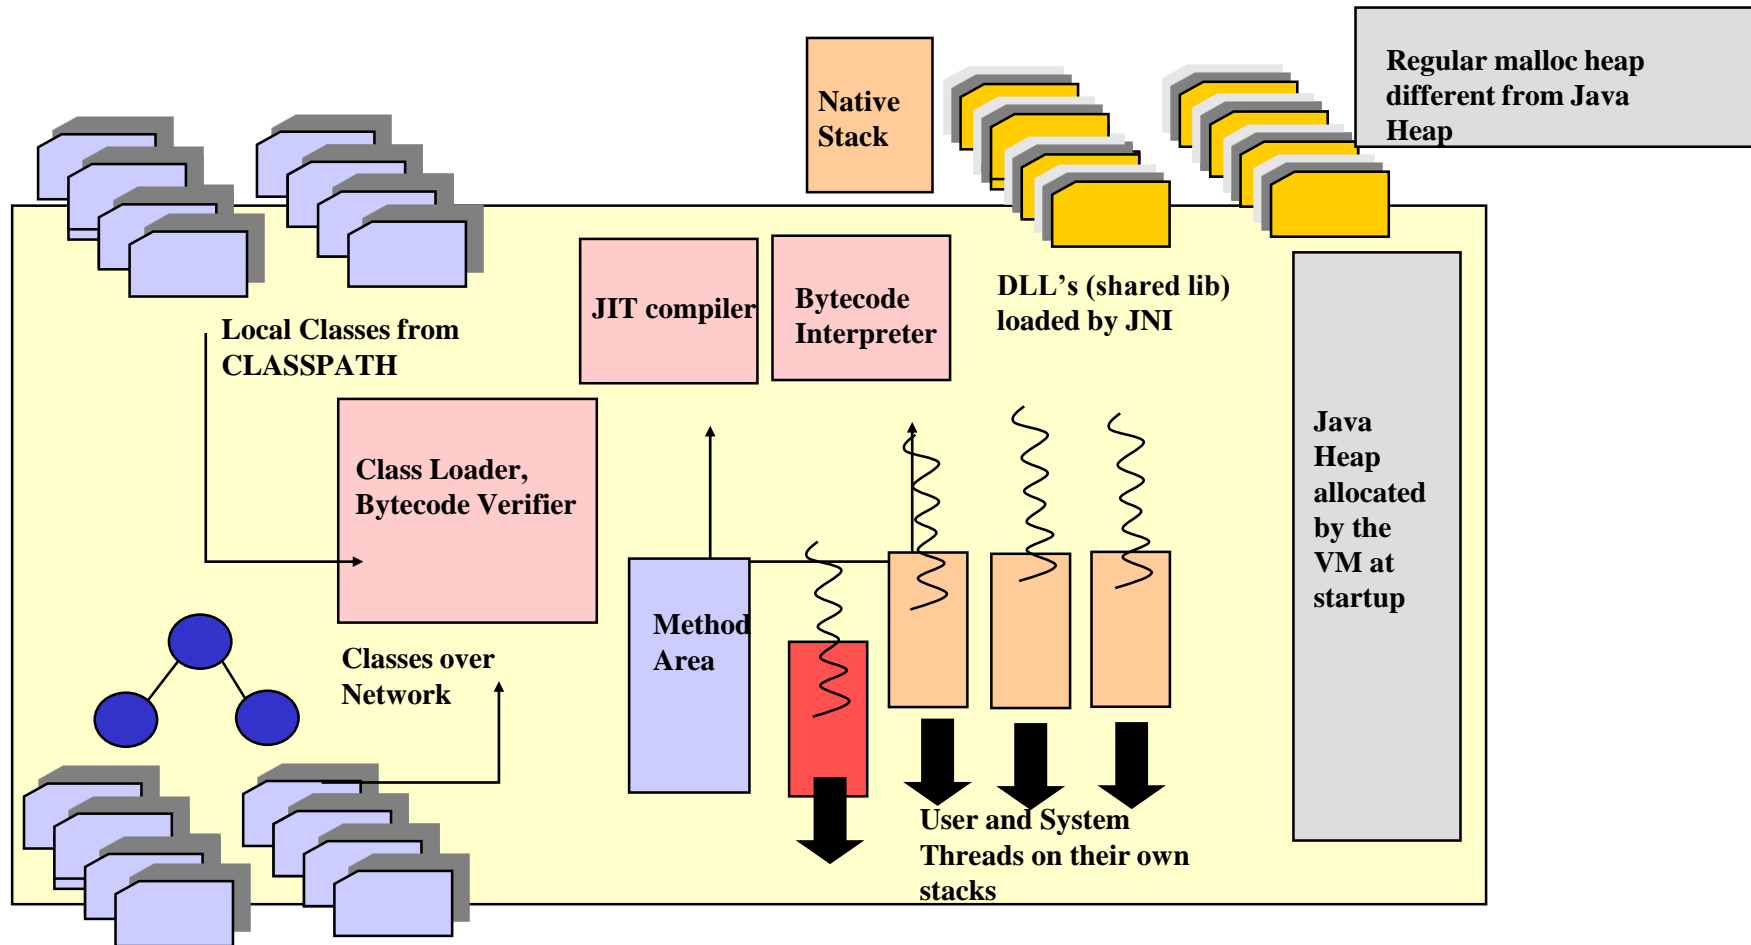 Regular malloc heap
different from Java
Heap
Native
Stack
JIT compiler
Bytecode
Interpreter
DLL's (shared lib)
loaded by JNI
Local Classes from
CLASSPATH
Class Loader,
Bytecode Verifier
Java
Heap
allocated
by the
VM at
startup
Method
Area
Classes over
Network
User and System
Threads on their own
stacks